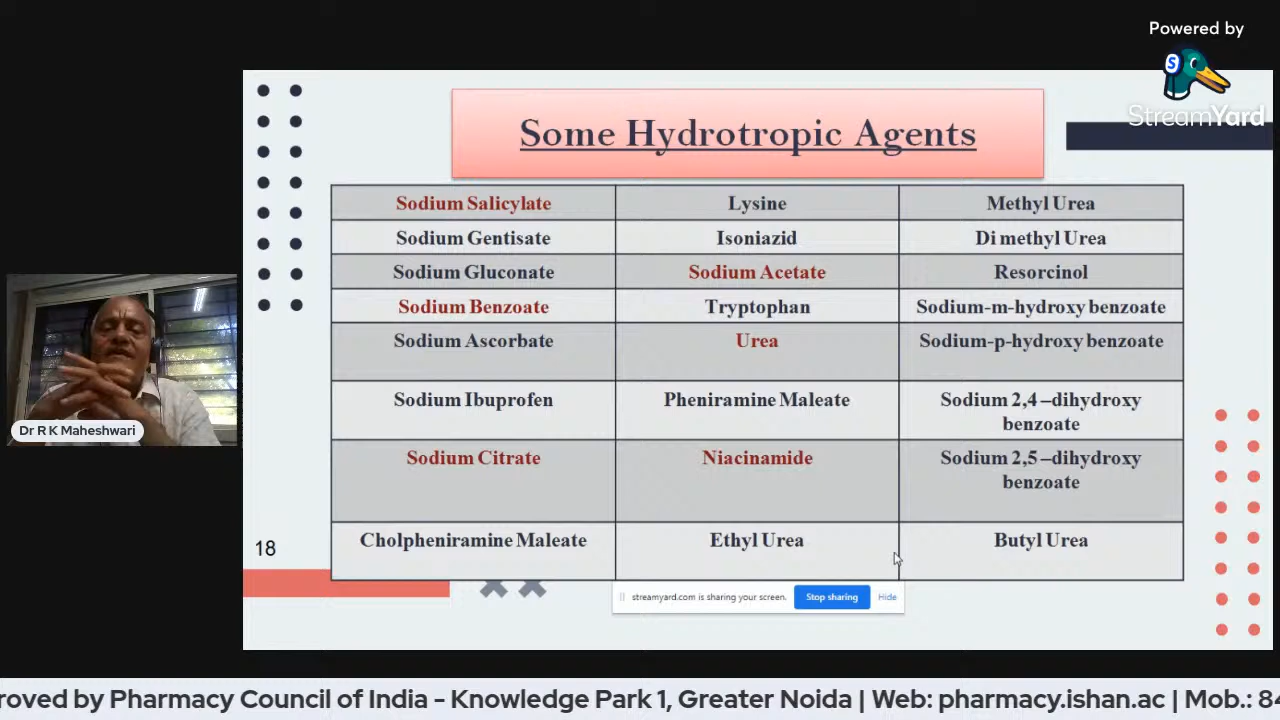 Powered by
StreamYard
Some Hydrotropic Agents
Sodium Salicylate Lysine Methyl Urea
Sodium Gentisate Isoniazid Di methyl Urea
Sodium Gluconate Sodium Acetate Resorcinol
Sodium Benzoate Tryptophan Sodium-m-hydroxy benzoate
Sodium Ascorbate Urea Sodium-p-hydroxy benzoate
Sodium Ibuprofen Pheniramine Maleate Sodium 2,4 –dihydroxy
benzoate
Sodium Citrate Niacinamide Sodium 2,5 –dihydroxy
benzoate
Cholpheniramine Maleate Ethyl Urea Butyl Urea
Dr R K Maheshwari
18
streamyard.com is sharing your screen. Stop sharing Hide
roved by Pharmacy Council of India - Knowledge Park 1, Greater Noida | Web: pharmacy.ishan.ac | Mob.: 84